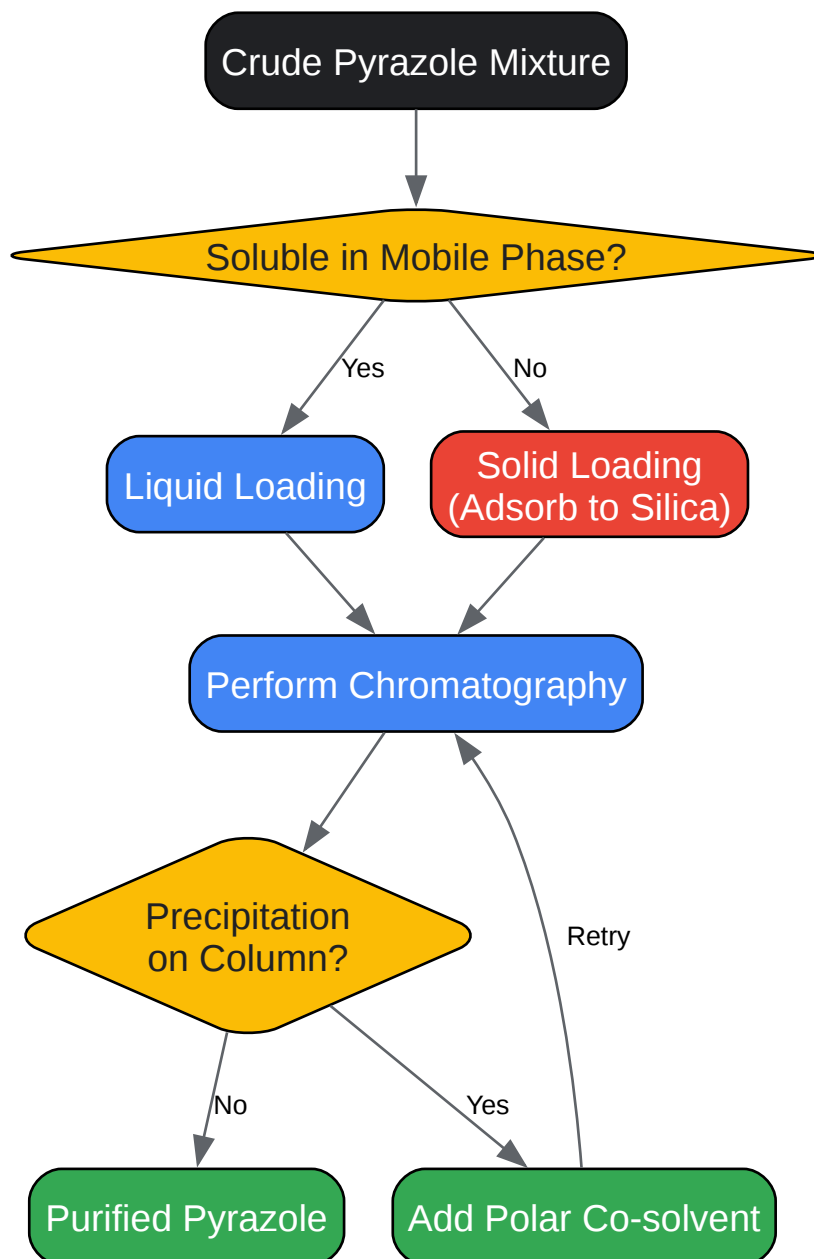 Crude Pyrazole Mixture
Soluble in Mobile Phase?
Yes
No
Liquid Loading
Solid Loading
(Adsorb to Silica)
Perform Chromatography
Precipitation
on Column?
Retry
No
Yes
Purified Pyrazole
Add Polar Co-solvent